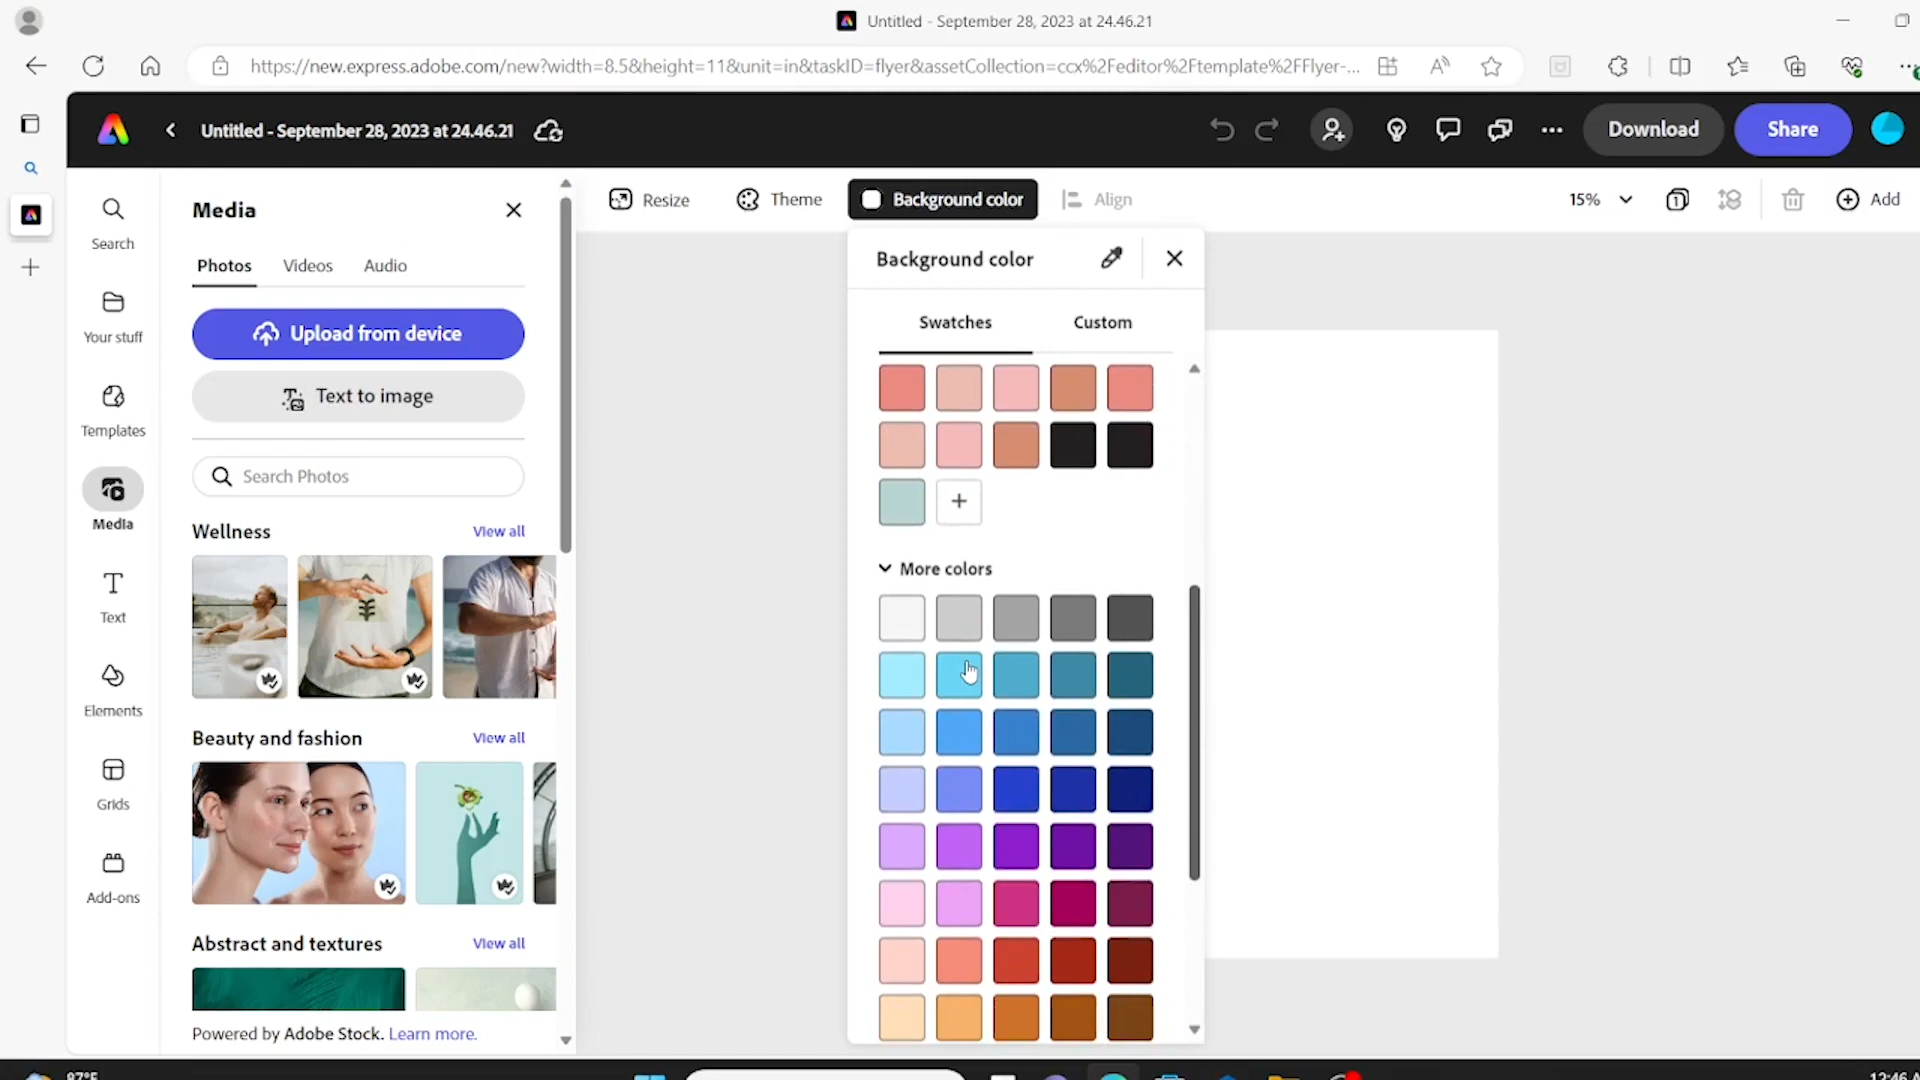 Untitled - September 28, 2023 at 24.46.21
https://new.express.adobe.com/new?width=8.5&height=11&unit=in&taskID=flyer&assetCollection=ccx%2Feditor%2Ftemplate%2FFlyer-...
Untitled - September 28, 2023 at 24.46.21
Download
Share
Search
Your stuff
Templates
Media
Text
Elements
Grids
Add-ons
Media
Photos Videos Audio
Upload from device
Text to image
Search Photos
Wellness View all
Beauty and fashion View all
Abstract and textures View all
Powered by Adobe Stock. Learn more.
Resize Theme Background color Align 15% 1 Add
Background color
Swatches Custom
More colors
87°F
12:46 A